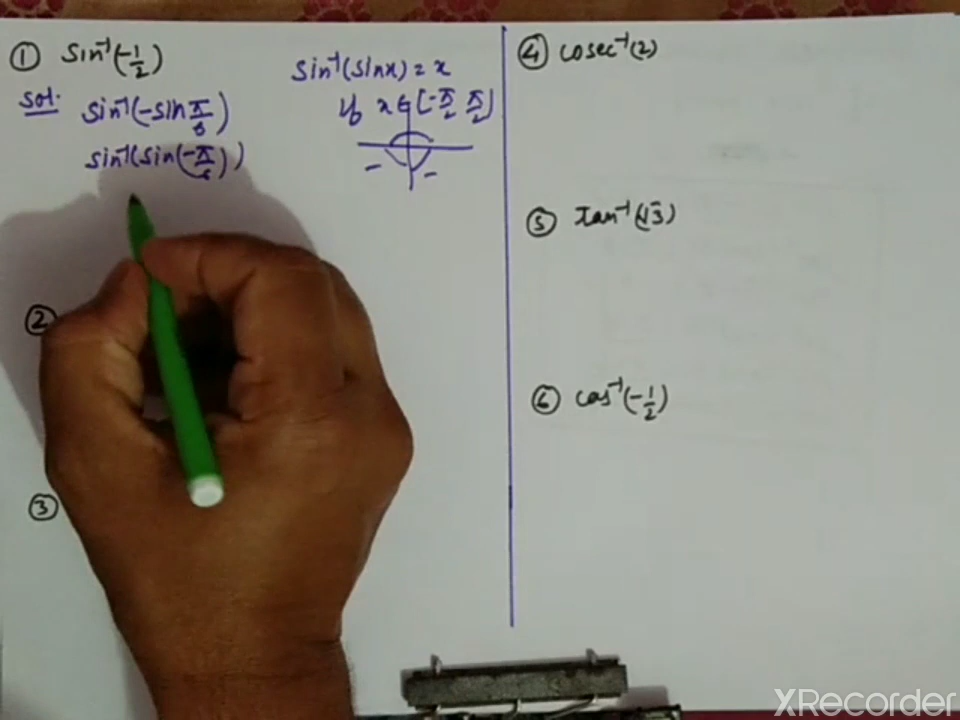 ① sin⁻¹(-1/2)
Sol:
sin⁻¹(-sin π/6)
sin⁻¹(sin(-π/6))
sin⁻¹(sinx) = x
if x ∈ [-π/2 π/2]
- -
②
③
④ cosec⁻¹(2)
⑤ tan⁻¹(√3)
⑥ cos⁻¹(-1/2)
XRecorder